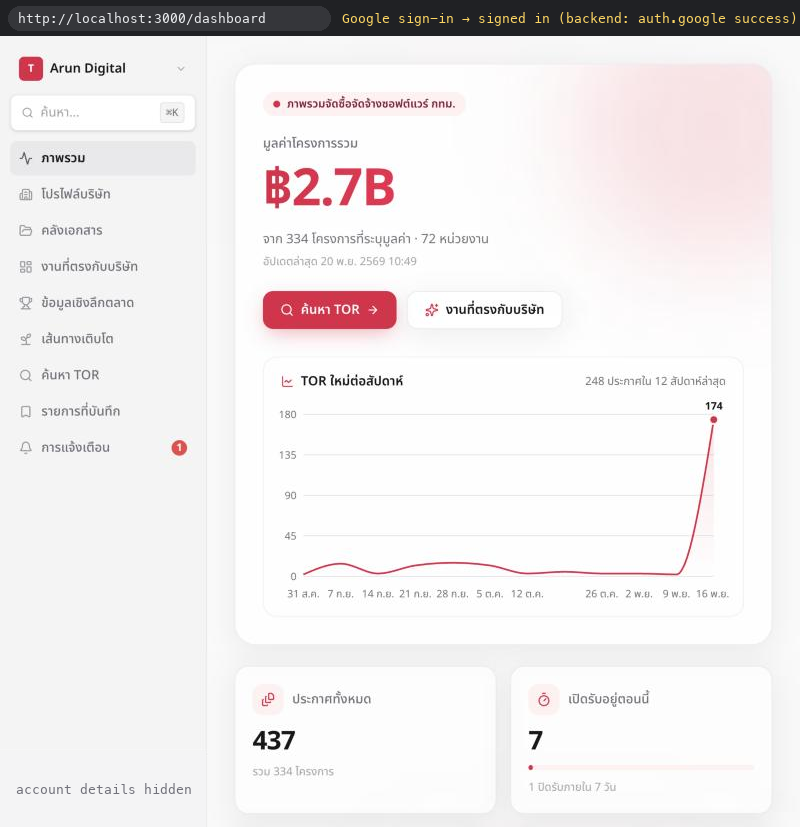 http://localhost:3000/dashboard
Google sign-in → signed in (backend: auth.google success)
T Arun Digital
ค้นหา... ⌘K
ภาพรวม
โปรไฟล์บริษัท
คลังเอกสาร
งานที่ตรงกับบริษัท
ข้อมูลเชิงลึกตลาด
เส้นทางเติบโต
ค้นหา TOR
รายการที่บันทึก
การแจ้งเตือน 1
account details hidden
ภาพรวมจัดซื้อจัดจ้างซอฟต์แวร์ กทม.
มูลค่าโครงการรวม
฿2.7B
จาก 334 โครงการที่ระบุมูลค่า · 72 หน่วยงาน
อัปเดตล่าสุด 20 พ.ย. 2569 10:49
ค้นหา TOR →
งานที่ตรงกับบริษัท
TOR ใหม่ต่อสัปดาห์
248 ประกาศใน 12 สัปดาห์ล่าสุด
174
180
135
90
45
0
31 ส.ค. 7 ก.ย. 14 ก.ย. 21 ก.ย. 28 ก.ย. 5 ต.ค. 12 ต.ค. 26 ต.ค. 2 พ.ย. 9 พ.ย. 16 พ.ย.
ประกาศทั้งหมด
437
รวม 334 โครงการ
เปิดรับอยู่ตอนนี้
7
1 ปิดรับภายใน 7 วัน